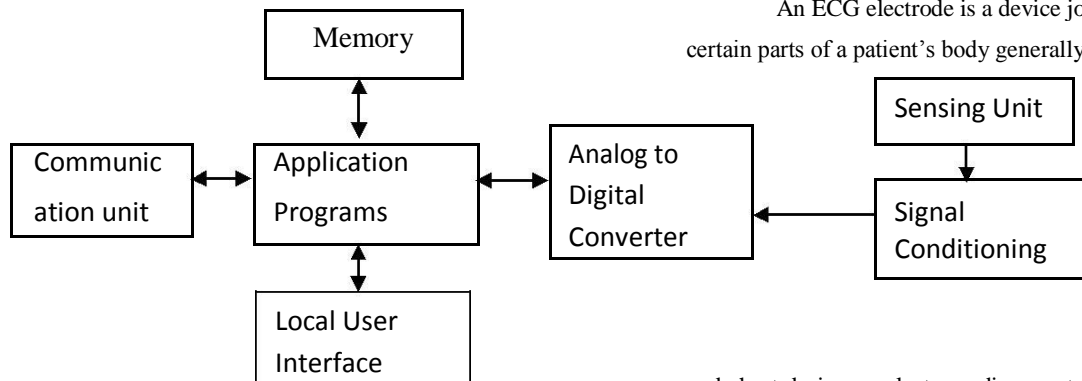 An ECG electrode is a device jo
certain parts of a patient's body generally
Memory
Sensing Unit
Communic
ation unit
Application
Programs
Analog to
Digital
Converter
Signal
Conditioning
Local User
Interface